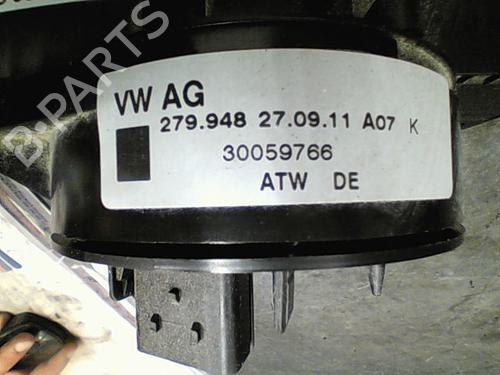 VW AG
279.948 27.09.11 A07 K
30059766
ATW DE
B-PARTS